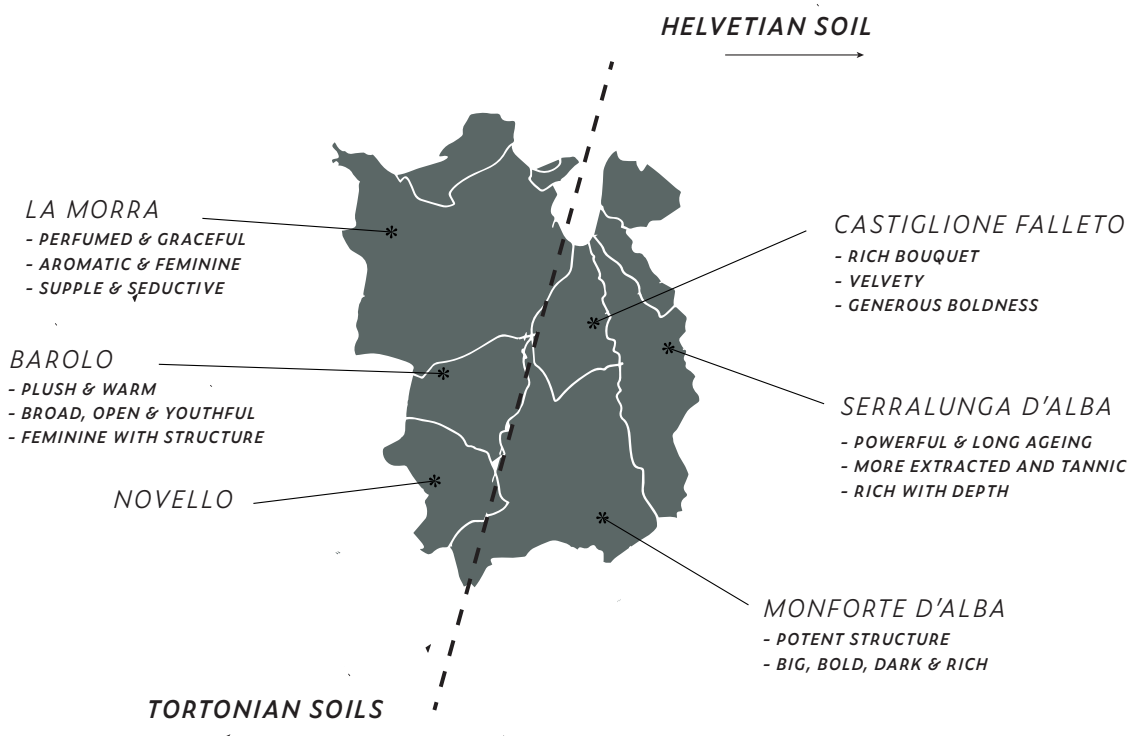 HELVETIAN SOIL
LA MORRA
- PERFUMED & GRACEFUL
- AROMATIC & FEMININE
- SUPPLE & SEDUCTIVE
CASTIGLIONE FALLETO
- RICH BOUQUET
- VELVETY
- GENEROUS BOLDNESS
BAROLO
- PLUSH & WARM
- BROAD, OPEN & YOUTHFUL
- FEMININE WITH STRUCTURE
SERRALUNGA D'ALBA
- POWERFUL & LONG AGEING
- MORE EXTRACTED AND TANNIC
- RICH WITH DEPTH
NOVELLO
MONFORTE D'ALBA
- POTENT STRUCTURE
- BIG, BOLD, DARK & RICH
TORTONIAN SOILS